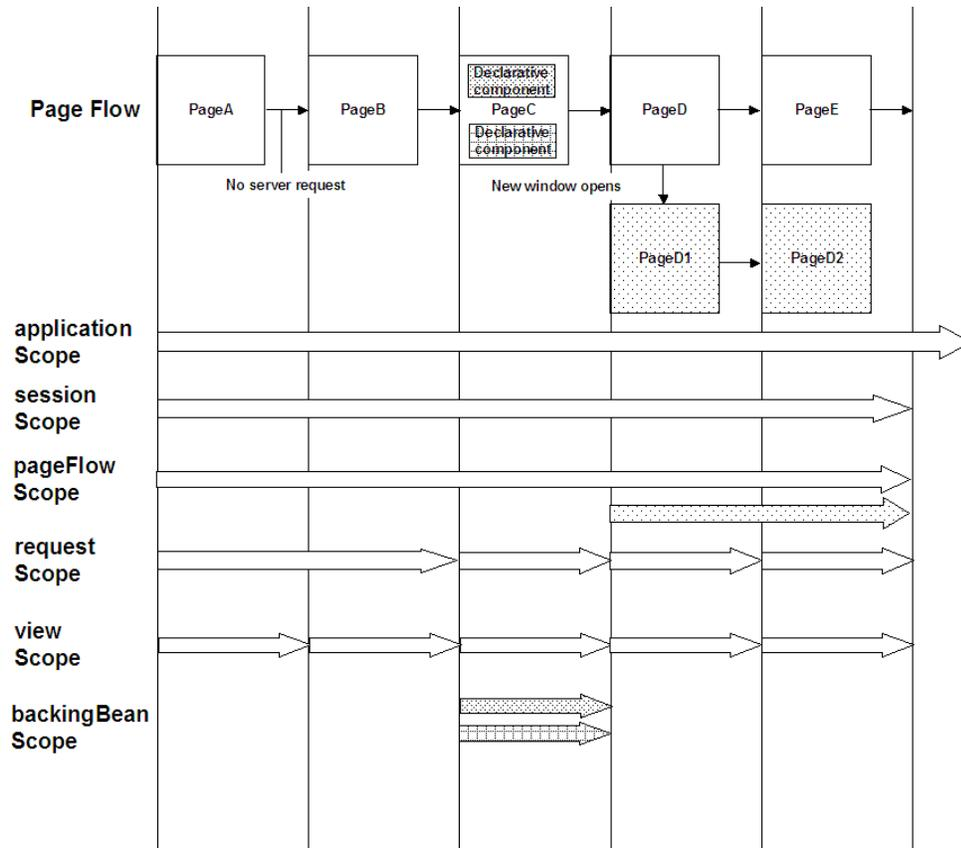 Page Flow
PageA
PageB
Declarative
component
PageC
Declarative
component
PageD
PageE
No server request
New window opens
PageD1
PageD2
application
Scope
session
Scope
pageFlow
Scope
request
Scope
view
Scope
backingBean
Scope